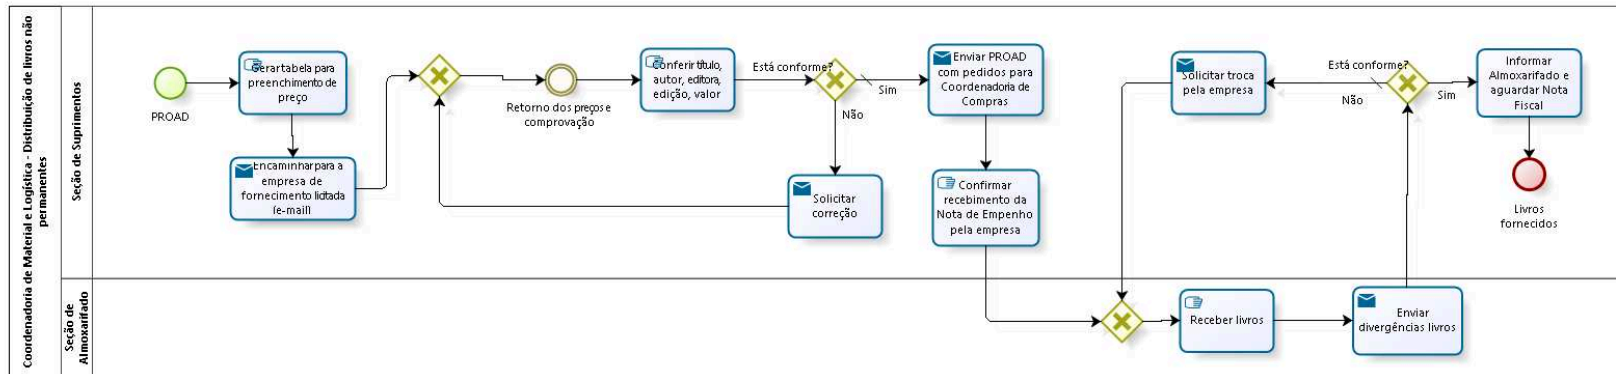 Coordenadoria de Material e Logística - Distribuição de livros não
permanentes
Seção de Suprimentos
PROAD
Gerar tabela para
preenchimento de
preço
Encaminhar para a
empresa de
fornecimento licitada
(e-mail)
Retorno dos preços e
comprovação
Conferir título,
autor, editora,
edição, valor
Está conforme?
Sim
Não
Solicitar
correção
Enviar PROAD
com pedidos para
Coordenadoria de
Compras
Confirmar
recebimento da
Nota de Empenho
pela empresa
Solicitar troca
pela empresa
Está conforme?
Não
Sim
Informar
Almoxarifado e
aguardar Nota
Fiscal
Livros
fornecidos
Seção de
Almoxarifado
Receber livros
Enviar
divergências livros